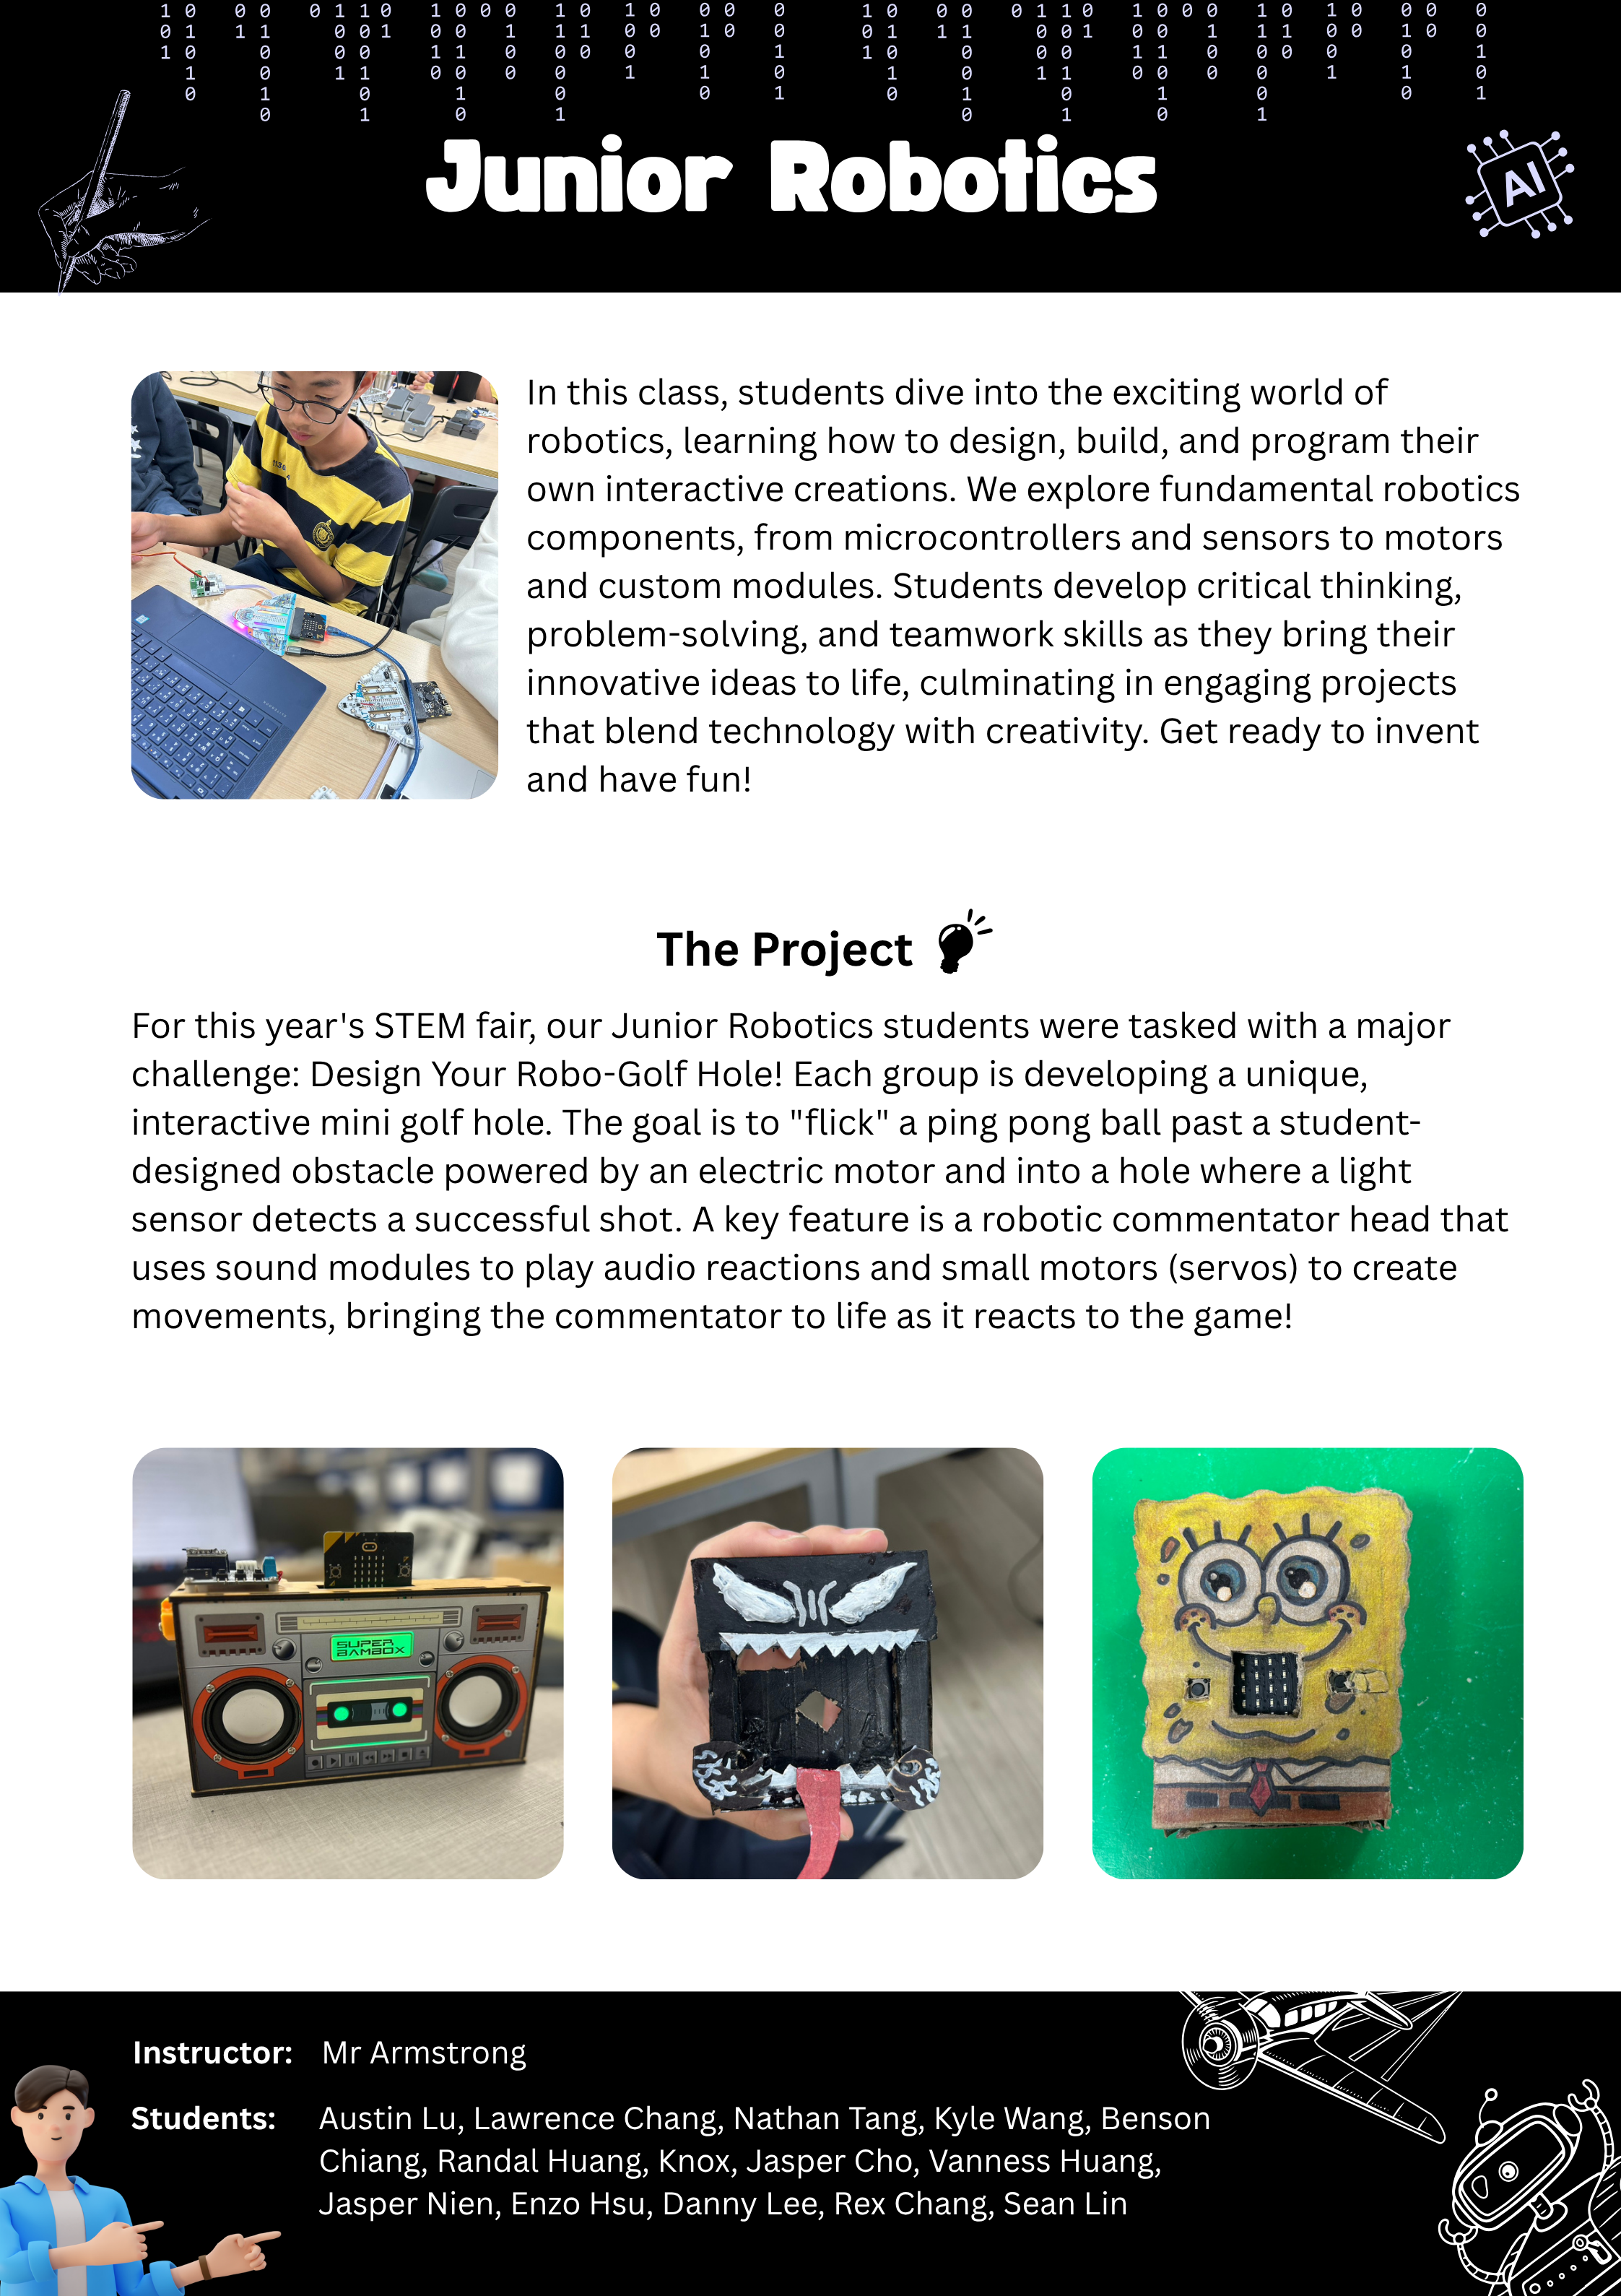 Junior Robotics
AI
In this class, students dive into the exciting world of
robotics, learning how to design, build, and program their
own interactive creations. We explore fundamental robotics
components, from microcontrollers and sensors to motors
and custom modules. Students develop critical thinking,
problem-solving, and teamwork skills as they bring their
innovative ideas to life, culminating in engaging projects
that blend technology with creativity. Get ready to invent
and have fun!
The Project
For this year's STEM fair, our Junior Robotics students were tasked with a major
challenge: Design Your Robo-Golf Hole! Each group is developing a unique,
interactive mini golf hole. The goal is to "flick" a ping pong ball past a student-
designed obstacle powered by an electric motor and into a hole where a light
sensor detects a successful shot. A key feature is a robotic commentator head that
uses sound modules to play audio reactions and small motors (servos) to create
movements, bringing the commentator to life as it reacts to the game!
SUPER
BAMBOX
Instructor: Mr Armstrong
Students: Austin Lu, Lawrence Chang, Nathan Tang, Kyle Wang, Benson
Chiang, Randal Huang, Knox, Jasper Cho, Vanness Huang,
Jasper Nien, Enzo Hsu, Danny Lee, Rex Chang, Sean Lin